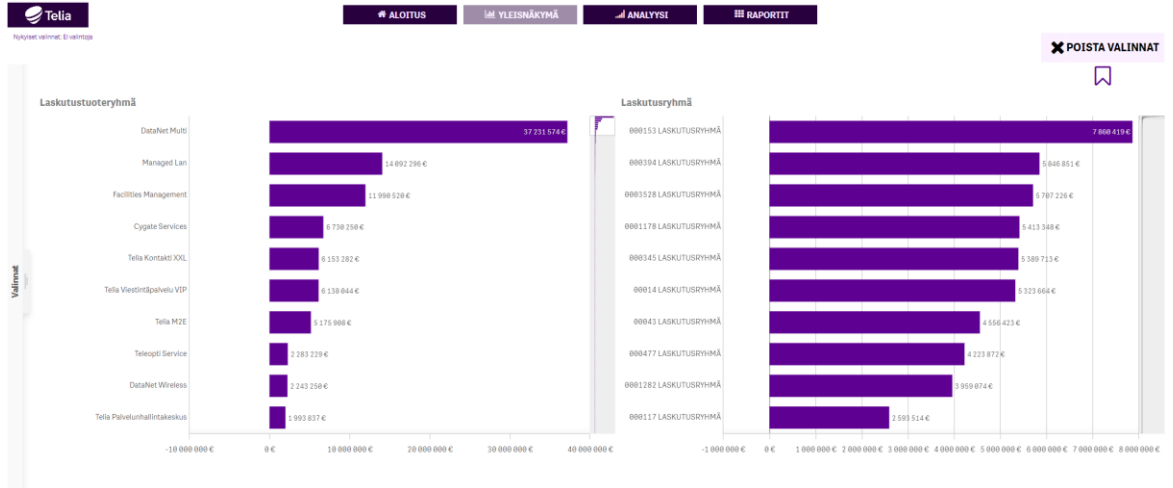 Telia
ALOITUS
YLEISNÄKYMÄ
ANALYYSI
RAPORTIT
Nykyiset valinnat: Ei valintoja
POISTA VALINNAT
Valinnat
Laskutustuoteryhmä
DataNet Multi 37 231 574 €
Managed Lan 14 092 296 €
Facilities Management 11 990 520 €
Cygate Services 6 730 250 €
Telia Kontakti XXL 6 153 282 €
Telia Viestintäpalvelu VIP 6 138 044 €
Telia M2E 5 175 908 €
Teleopti Service 2 283 229 €
DataNet Wireless 2 243 250 €
Telia Palvelunhallintakeskus 1 993 837 €
-10 000 000 € 0 € 10 000 000 € 20 000 000 € 30 000 000 € 40 000 000 €
Laskutusryhmä
000153 LASKUTUSRYHMÄ 7 860 419 €
000394 LASKUTUSRYHMÄ 5 846 851 €
0003528 LASKUTUSRYHMÄ 5 707 226 €
0001178 LASKUTUSRYHMÄ 5 413 348 €
000345 LASKUTUSRYHMÄ 5 389 713 €
00014 LASKUTUSRYHMÄ 5 323 664 €
00043 LASKUTUSRYHMÄ 4 556 423 €
000477 LASKUTUSRYHMÄ 4 223 872 €
0001282 LASKUTUSRYHMÄ 3 959 074 €
000117 LASKUTUSRYHMÄ 2 593 514 €
-1 000 000 € 0 € 1 000 000 € 2 000 000 € 3 000 000 € 4 000 000 € 5 000 000 € 6 000 000 € 7 000 000 € 8 000 000 €